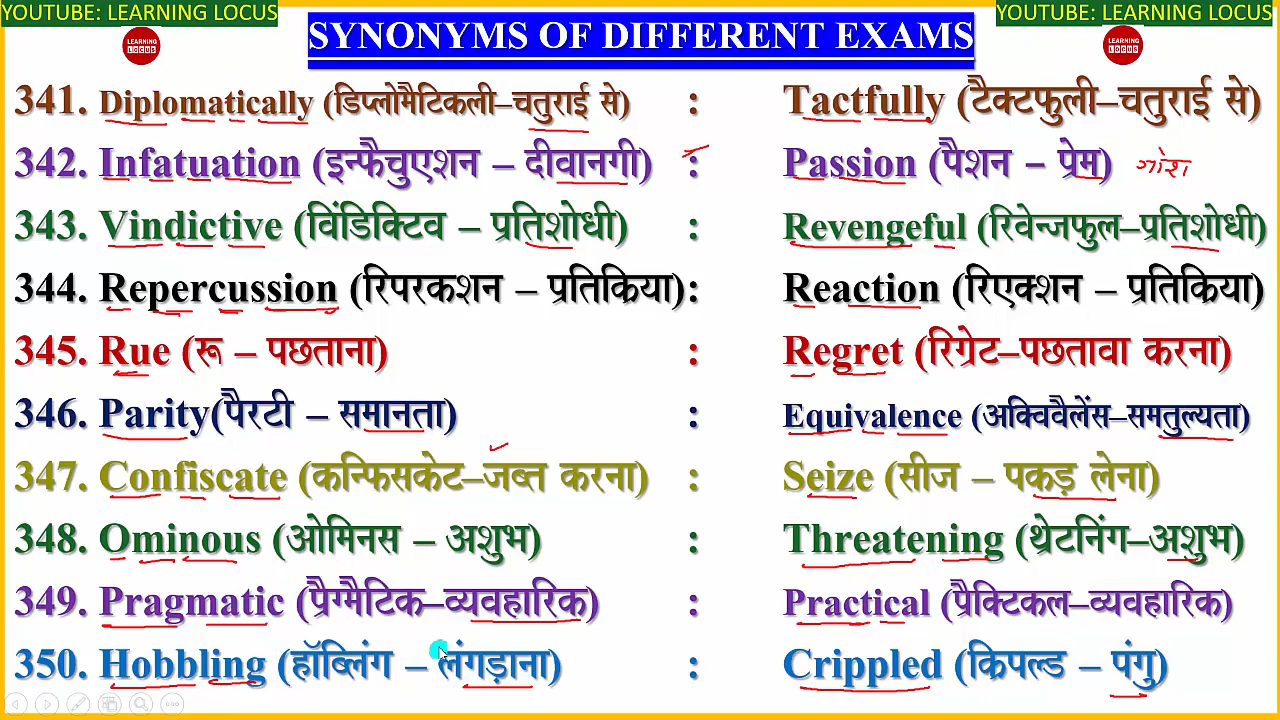 YOUTUBE: LEARNING LOCUS
YOUTUBE: LEARNING LOCUS
LEARNING LOCUS
LEARNING LOCUS
SYNONYMS OF DIFFERENT EXAMS
341. Diplomatically (डिप्लोमैटिकली–चतुराई से) : Tactfully (टैक्टफुली–चतुराई से)
342. Infatuation (इन्फैचुएशन – दीवानगी) : Passion (पैशन – प्रेम)
343. Vindictive (विंडिक्टिव – प्रतिशोधी) : Revengeful (रिवेन्जफुल–प्रतिशोधी)
344. Repercussion (रिपरकशन – प्रतिकिया): Reaction (रिएक्शन – प्रतिकिया)
345. Rue (रू – पछताना) : Regret (रिग्रेट–पछतावा करना)
346. Parity(पैरटी – समानता) : Equivalence (अक्विवैलेंस–समतुल्यता)
347. Confiscate (कन्फिसकेट–जब्त करना) : Seize (सीज – पकड़ लेना)
348. Ominous (ओमिनस – अशुभ) : Threatening (थ्रेटनिंग–अशुभ)
349. Pragmatic (प्रैग्मैटिक–व्यवहारिक) : Practical (प्रैक्टिकल–व्यवहारिक)
350. Hobbling (हॉब्लिंग – लंगड़ाना) : Crippled (क्रिपल्ड – पंगु)